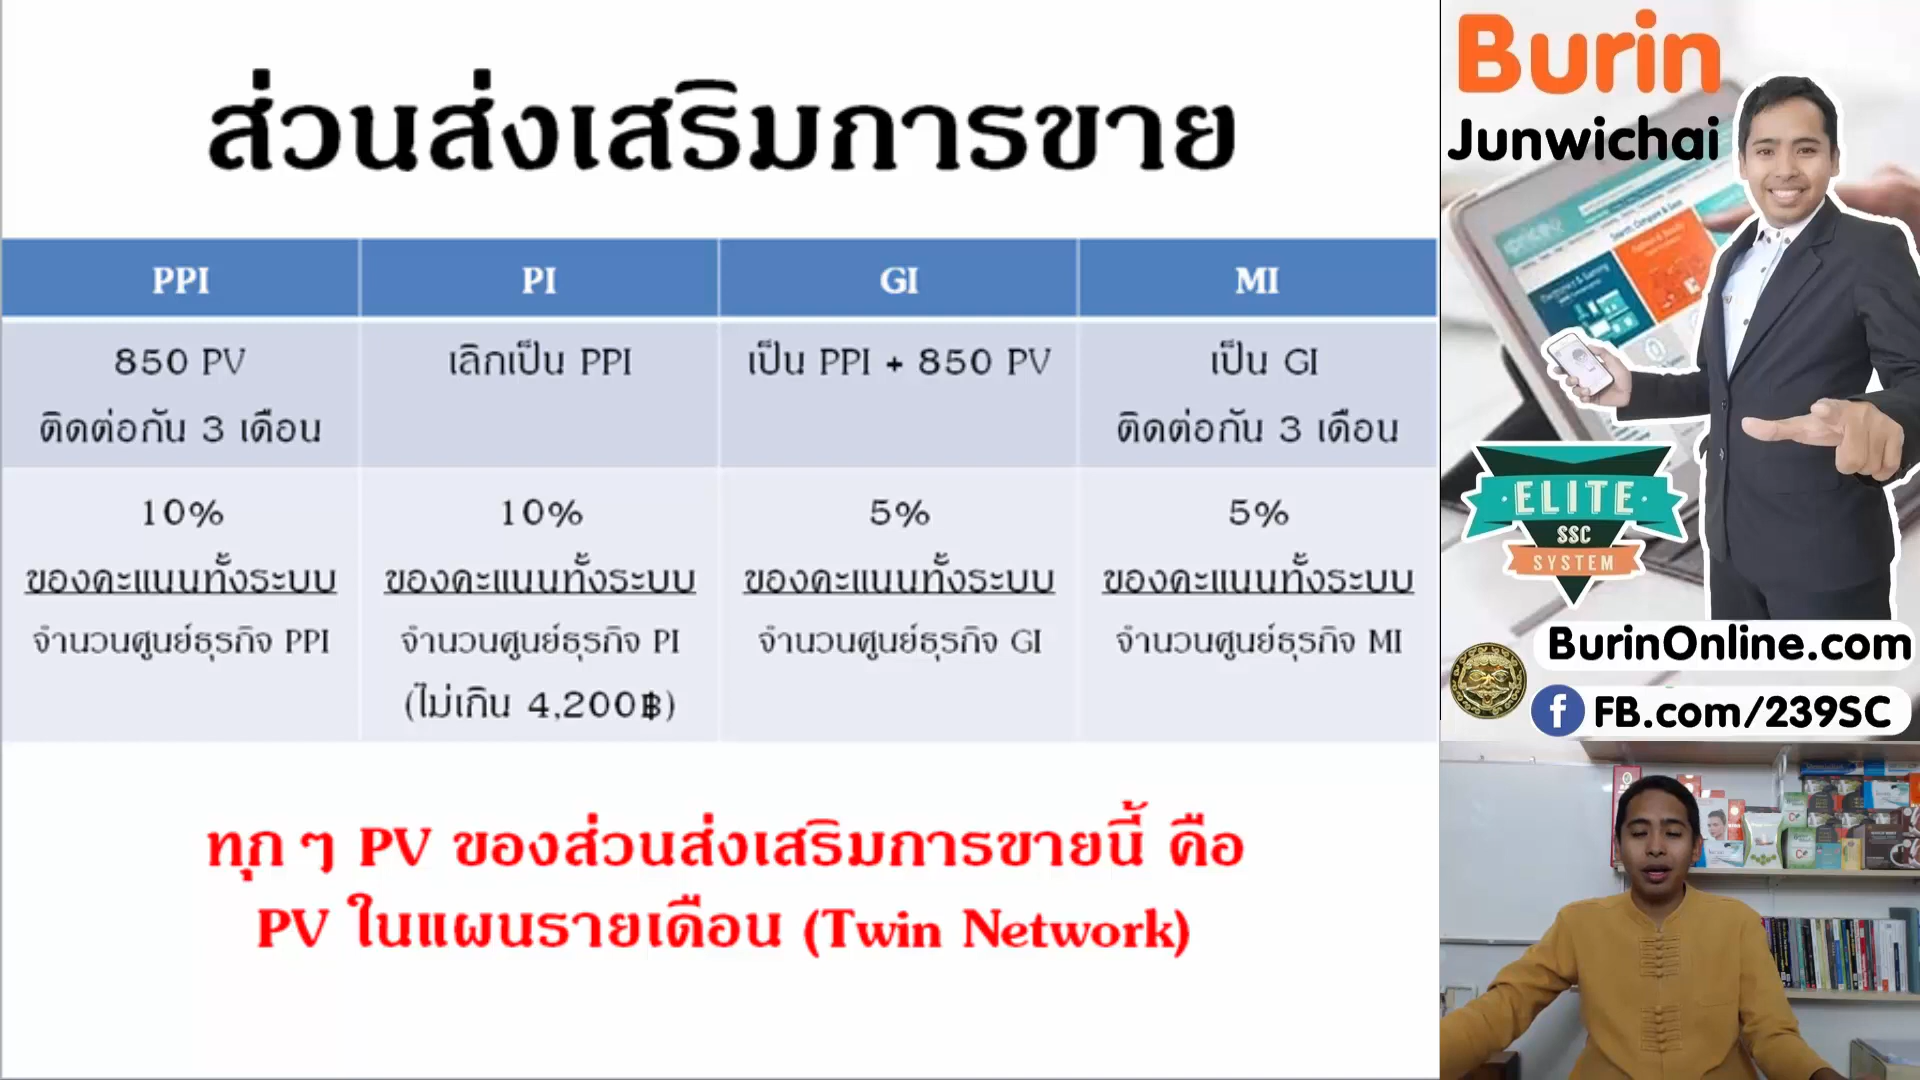 ส่วนส่งเสริมการขาย
PPI PI GI MI
850 PV
ติดต่อกัน 3 เดือน
เลิกเป็น PPI
เป็น PPI + 850 PV
เป็น GI
ติดต่อกัน 3 เดือน
10%
ของคะแนนทั้งระบบ
จำนวนศูนย์ธุรกิจ PPI
10%
ของคะแนนทั้งระบบ
จำนวนศูนย์ธุรกิจ PI
(ไม่เกิน 4,200฿)
5%
ของคะแนนทั้งระบบ
จำนวนศูนย์ธุรกิจ GI
5%
ของคะแนนทั้งระบบ
จำนวนศูนย์ธุรกิจ MI
ทุก ๆ PV ของส่วนส่งเสริมการขายนี้ คือ
PV ในแผนรายเดือน (Twin Network)
Burin
Junwichai
ELITE
SSC
SYSTEM
BurinOnline.com
f FB.com/239SC